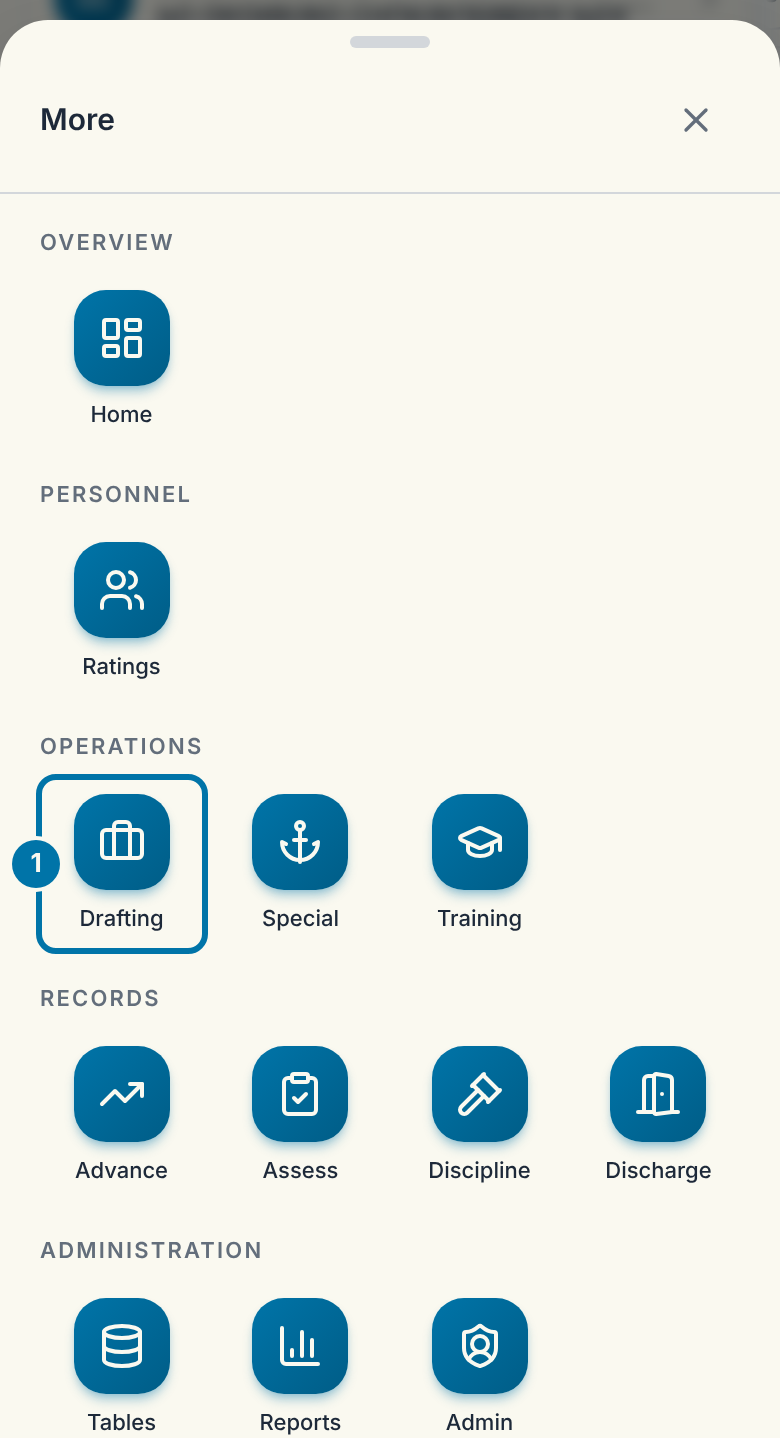 More
OVERVIEW
Home
PERSONNEL
Ratings
OPERATIONS
1
Drafting Special Training
RECORDS
Advance Assess Discipline Discharge
ADMINISTRATION
Tables Reports Admin